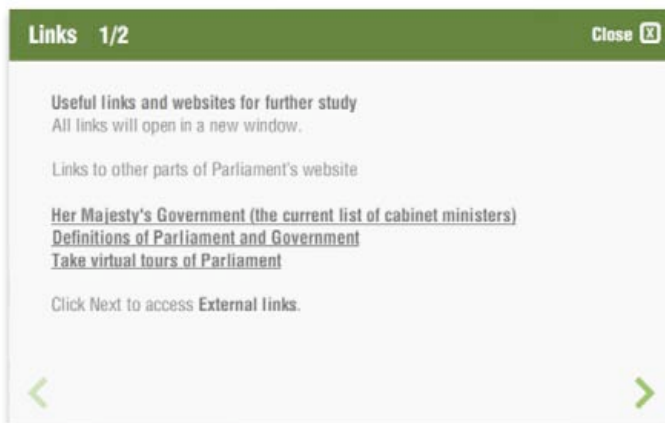 Links 1/2
Close X
Useful links and websites for further study
All links will open in a new window.
Links to other parts of Parliament's website
Her Majesty's Government (the current list of cabinet ministers)
Definitions of Parliament and Government
Take virtual tours of Parliament
Click Next to access External links.